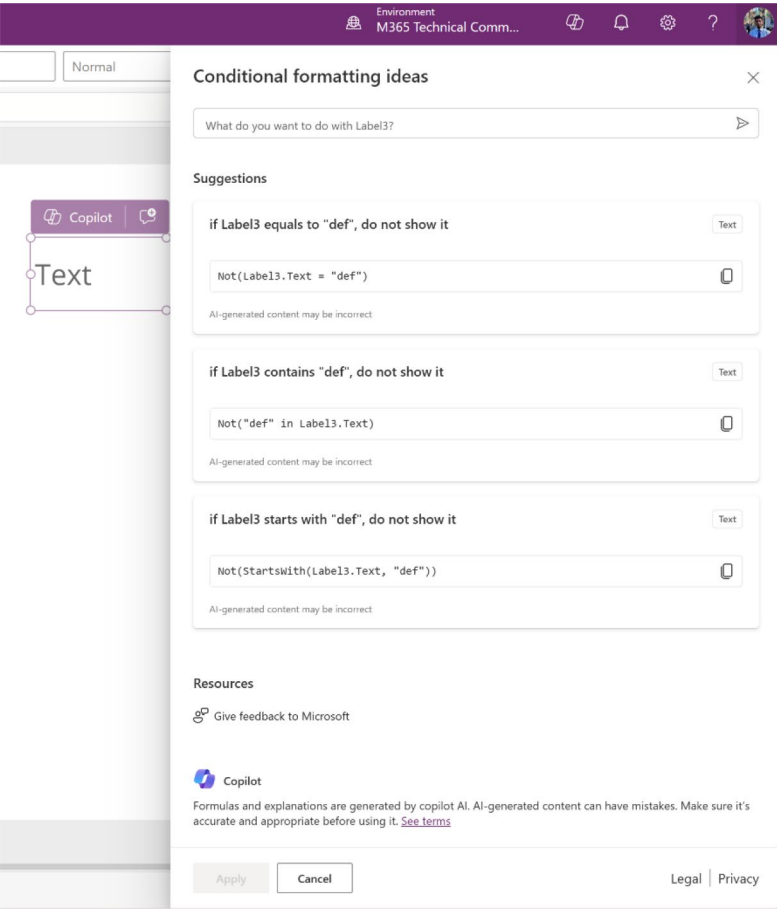 Environment
M365 Technical Comm...
?
Normal
Conditional formatting ideas
What do you want to do with Label3?
Suggestions
Copilot
Text
if Label3 equals to "def", do not show it
Text
Not(Label3.Text = "def")
AI-generated content may be incorrect
if Label3 contains "def", do not show it
Text
Not("def" in Label3.Text)
AI-generated content may be incorrect
if Label3 starts with "def", do not show it
Text
Not(StartsWith(Label3.Text, "def"))
AI-generated content may be incorrect
Resources
Give feedback to Microsoft
Copilot
Formulas and explanations are generated by copilot AI. AI-generated content can have mistakes. Make sure it's
accurate and appropriate before using it. See terms
Apply
Cancel
Legal | Privacy